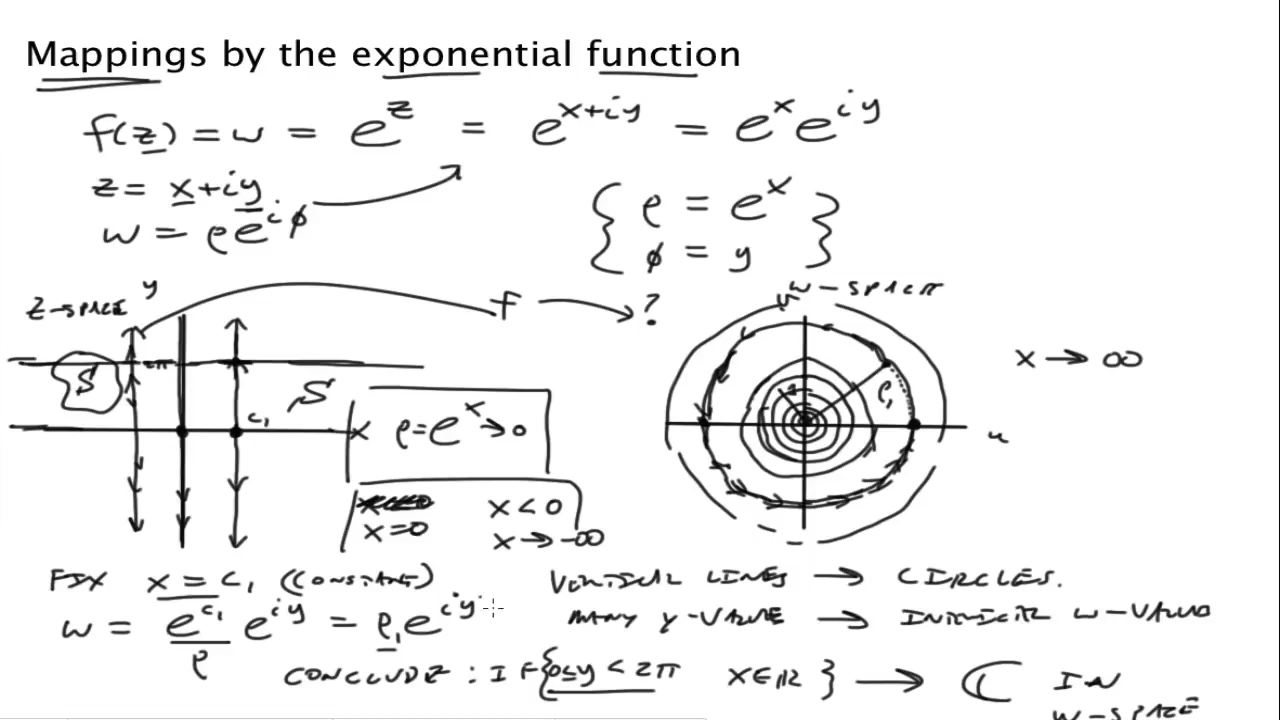 Mappings by the exponential function
f(z) = w = e^z = e^{x+iy} = e^x e^{iy}
z = x+iy
w = ρe^{iφ}
{ρ = e^x
φ = y}
Z-SPACE y
f → ?
W-SPACE
S
2π
S
c₁
x
ρ = e^x → 0
x<0
x=0
x → -∞
ρ₁
u
x → ∞
FIX x = c₁ (CONSTANT)
VERTICAL LINES → CIRCLES.
w = e^{c₁} e^{iy} = ρ₁e^{iy}
ρ
MANY Y-VALUE → W-VALUE
CONCLUDE : IF {0≤y<2π x∈ℝ} → ℂ IN
W-SPACE